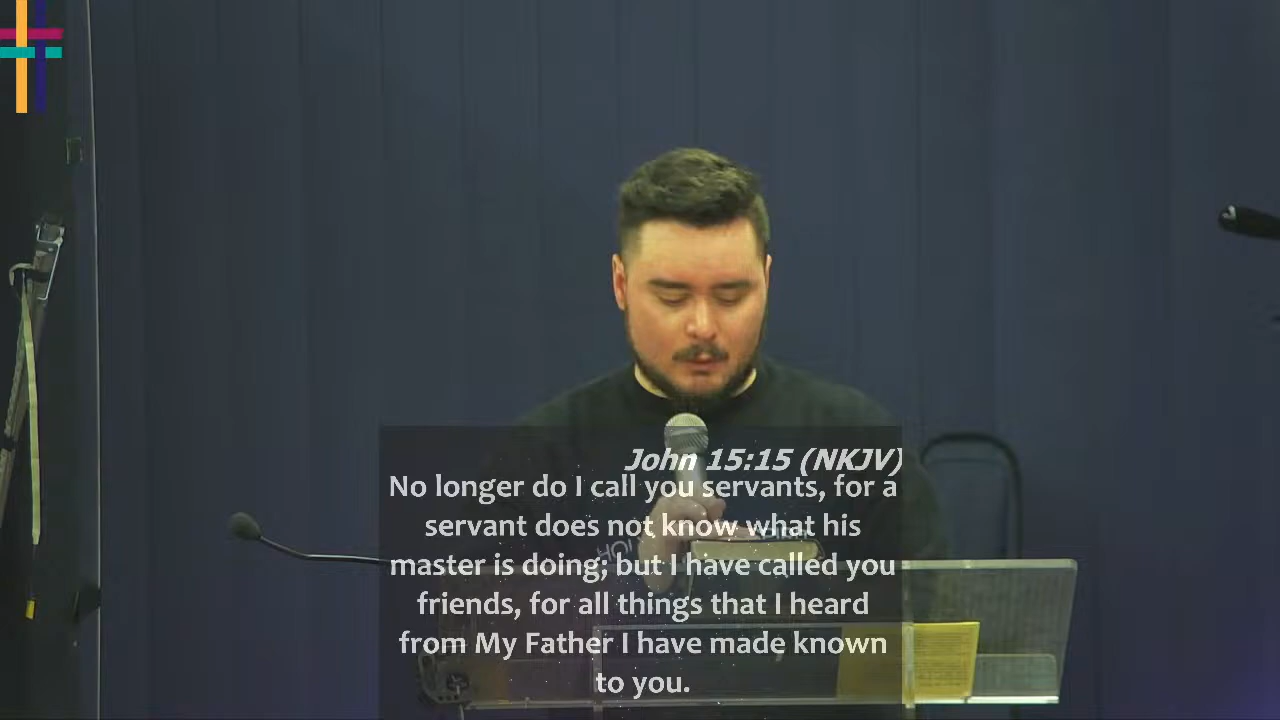 John 15:15 (NKJV)
No longer do I call you servants, for a
servant does not know what his
master is doing; but I have called you
friends, for all things that I heard
from My Father I have made known
to you.